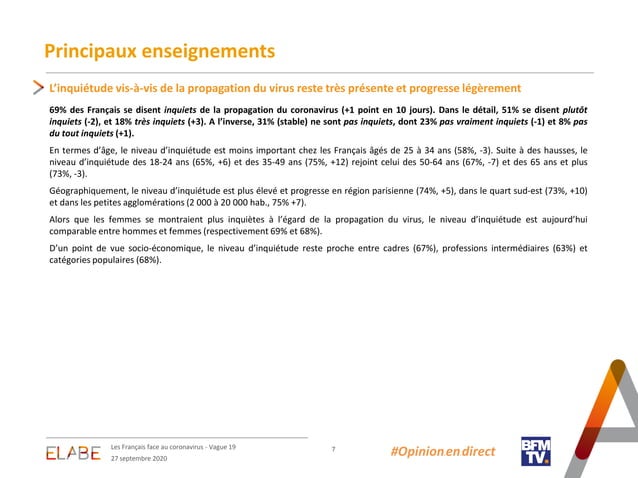 Principaux enseignements
L’inquiétude vis-à-vis de la propagation du virus reste très présente et progresse légèrement
69% des Français se disent inquiets de la propagation du coronavirus (+1 point en 10 jours). Dans le détail, 51% se disent plutôt
inquiets (-2), et 18% très inquiets (+3). A l’inverse, 31% (stable) ne sont pas inquiets, dont 23% pas vraiment inquiets (-1) et 8% pas
du tout inquiets (+1).
En termes d’âge, le niveau d’inquiétude est moins important chez les Français âgés de 25 à 34 ans (58%, -3). Suite à des hausses, le
niveau d’inquiétude des 18-24 ans (65%, +6) et des 35-49 ans (75%, +12) rejoint celui des 50-64 ans (67%, -7) et des 65 ans et plus
(73%, -3).
Géographiquement, le niveau d’inquiétude est plus élevé et progresse en région parisienne (74%, +5), dans le quart sud-est (73%, +10)
et dans les petites agglomérations (2 000 à 20 000 hab., 75% +7).
Alors que les femmes se montraient plus inquiètes à l’égard de la propagation du virus, le niveau d’inquiétude est aujourd’hui
comparable entre hommes et femmes (respectivement 69% et 68%).
D’un point de vue socio-économique, le niveau d’inquiétude reste proche entre cadres (67%), professions intermédiaires (63%) et
catégories populaires (68%).
ELABE
Les Français face au coronavirus - Vague 19
27 septembre 2020
7
#Opinion en direct
BFM
TV.